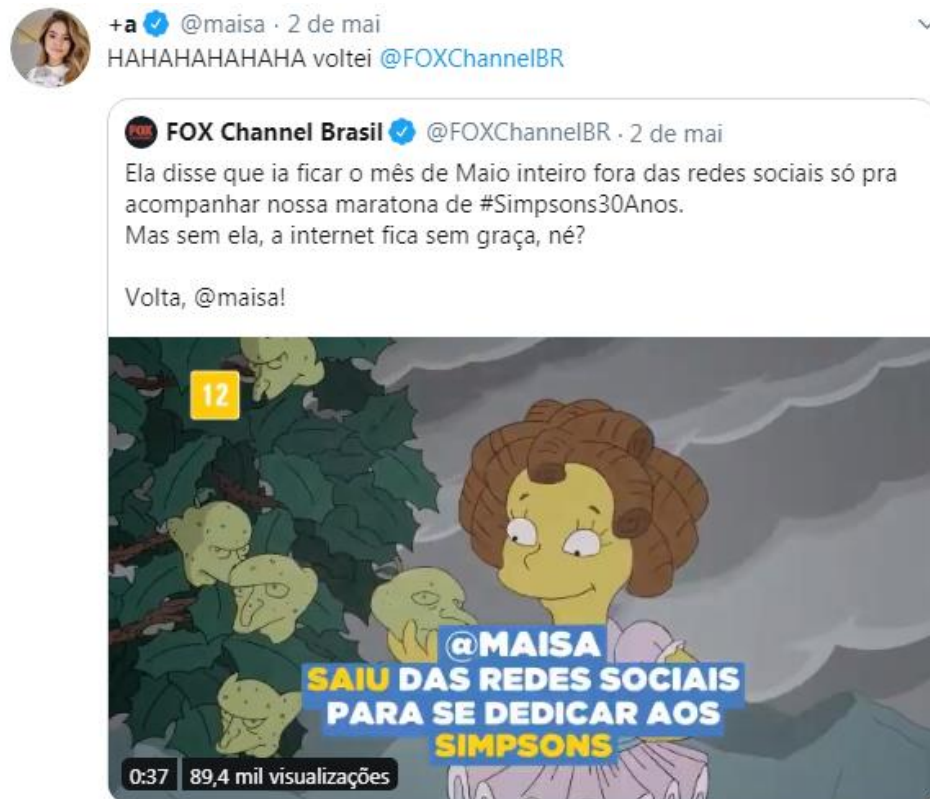 +a @maisa · 2 de mai
HAHAHAHAHAHA voltei @FOXChannelBR
FOX
FOX Channel Brasil @FOXChannelBR · 2 de mai
Ela disse que ia ficar o mês de Maio inteiro fora das redes sociais só pra
acompanhar nossa maratona de #Simpsons30Anos.
Mas sem ela, a internet fica sem graça, né?
Volta, @maisa!
12
@MAISA
SAIU DAS REDES SOCIAIS
PARA SE DEDICAR AOS
SIMPSONS
0:37 89,4 mil visualizações